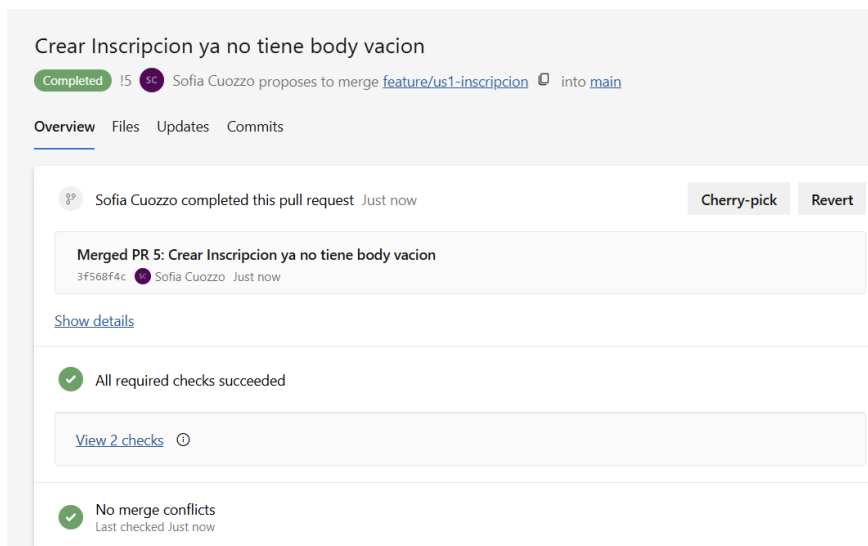 Crear Inscripcion ya no tiene body vacion
Completed !5 SC Sofia Cuozzo proposes to merge feature/us1-inscripcion into main
Overview Files Updates Commits
Sofia Cuozzo completed this pull request Just now Cherry-pick Revert
Merged PR 5: Crear Inscripcion ya no tiene body vacion
3f568f4c SC Sofia Cuozzo Just now
Show details
All required checks succeeded
View 2 checks
No merge conflicts
Last checked Just now